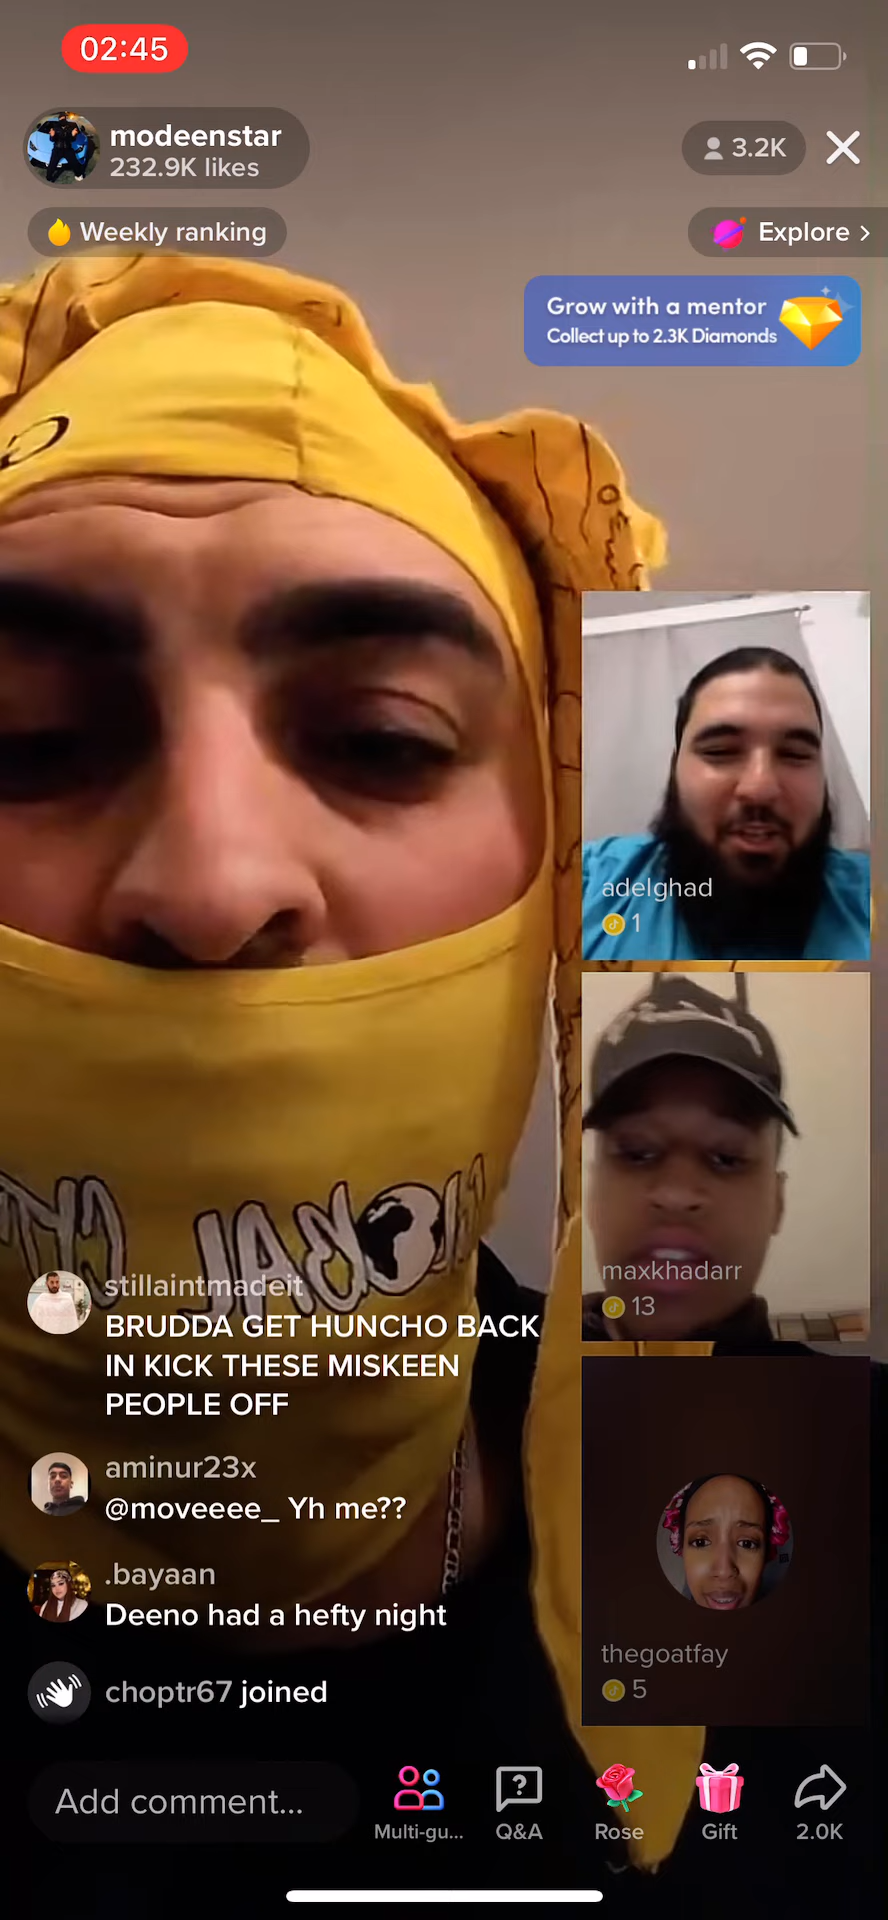 02:45
modeenstar
232.9K likes
3.2K
Weekly ranking
Explore >
Grow with a mentor
Collect up to 2.3K Diamonds
adelghad
1
maxkhadarr
13
GLOBAL
stillaintmadeit
BRUDDA GET HUNCHO BACK
IN KICK THESE MISKEEN
PEOPLE OFF
aminur23x
@moveeee_ Yh me??
.bayaan
Deeno had a hefty night
choptr67 joined
thegoatfay
5
Add comment...
Multi-gu...
Q&A
Rose
Gift
2.0K